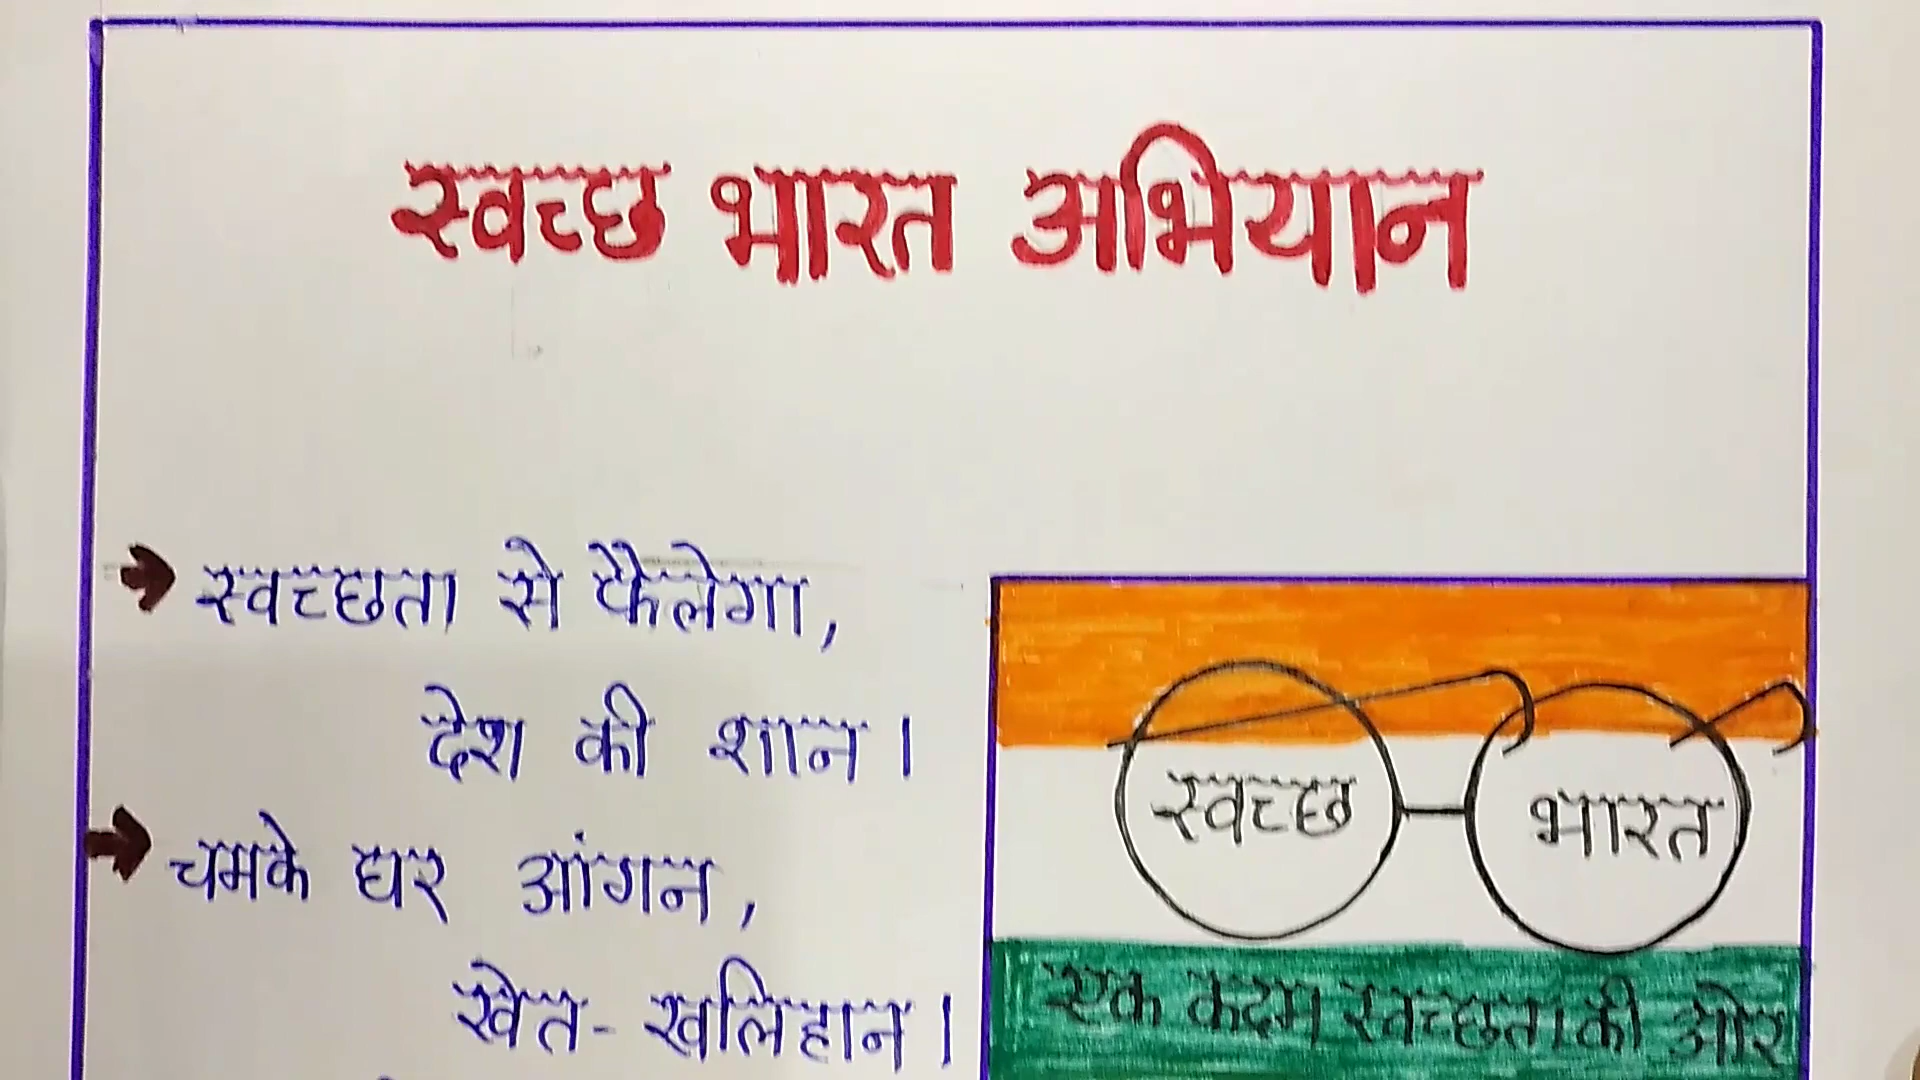 स्वच्छ भारत अभियान
स्वच्छता से फैलेगा,
देश की शान।
चमके घर आंगन,
खेत-खलिहान।
स्वच्छ भारत
एक कदम स्वच्छता की ओर